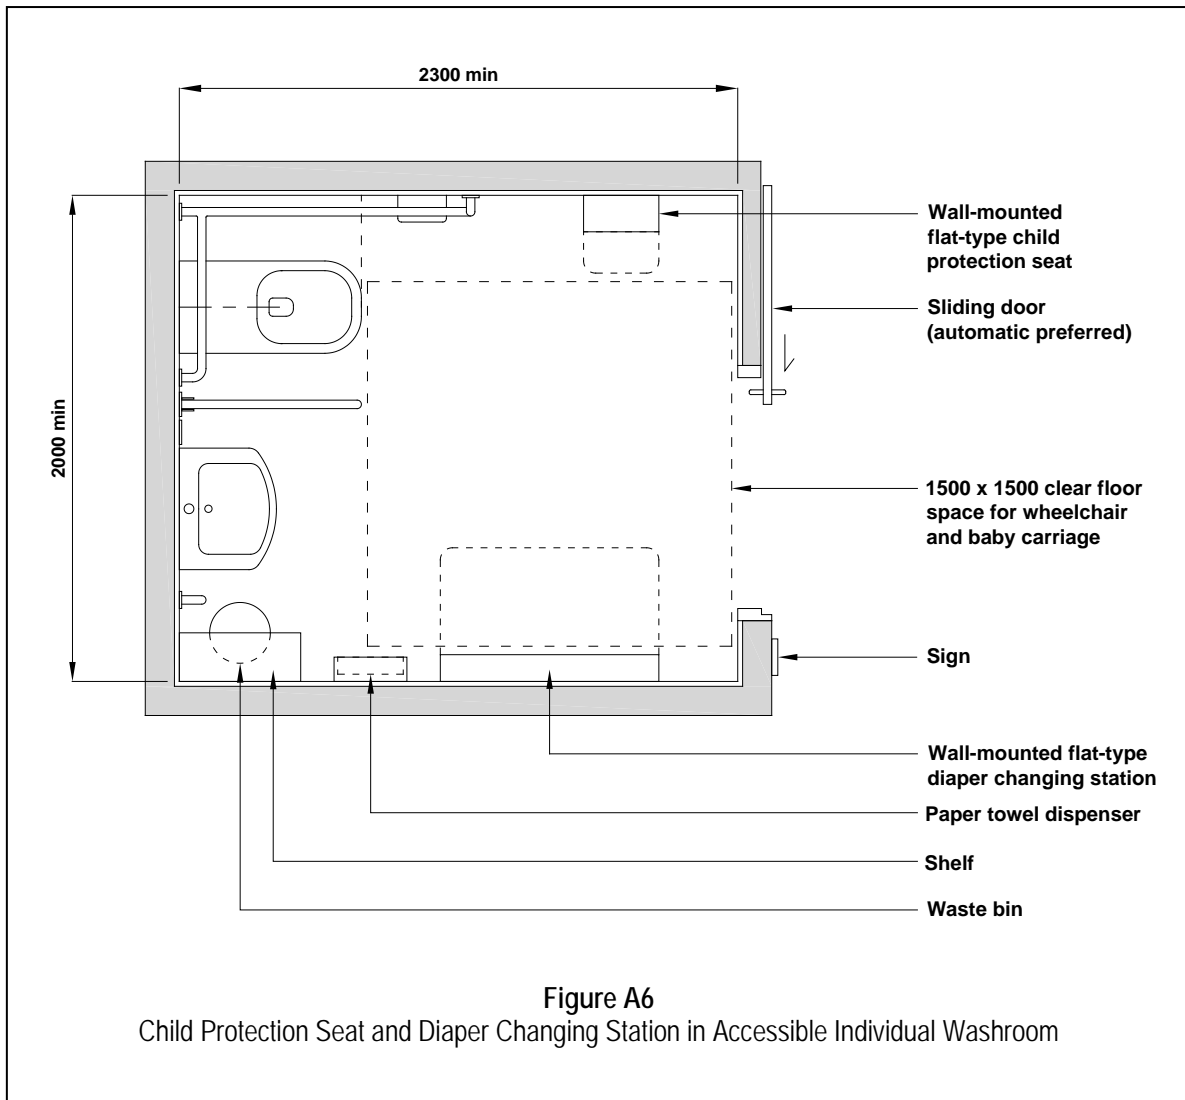 2300 min
2000 min
Wall-mounted
flat-type child
protection seat
Sliding door
(automatic preferred)
1500 x 1500 clear floor
space for wheelchair
and baby carriage
Sign
Wall-mounted flat-type
diaper changing station
Paper towel dispenser
Shelf
Waste bin
Figure A6
Child Protection Seat and Diaper Changing Station in Accessible Individual Washroom